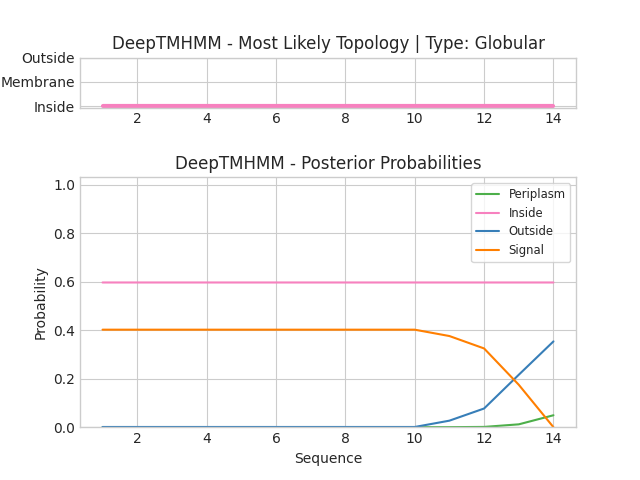 DeepTMHMM - Most Likely Topology | Type: Globular
Outside
Membrane
Inside
2 4 6 8 10 12 14
DeepTMHMM - Posterior Probabilities
1.0
0.8
0.6
0.4
0.2
0.0
Probability
Periplasm
Inside
Outside
Signal
2 4 6 8 10 12 14
Sequence